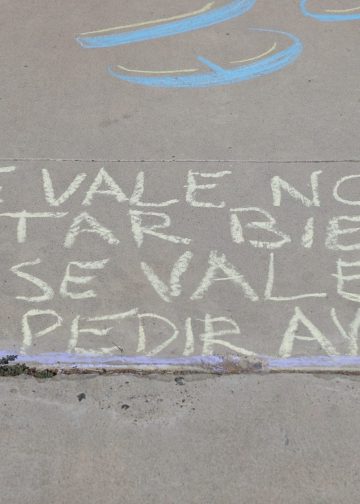 E VALE NO
TAR BIE
SE VALE
PEDIR AY